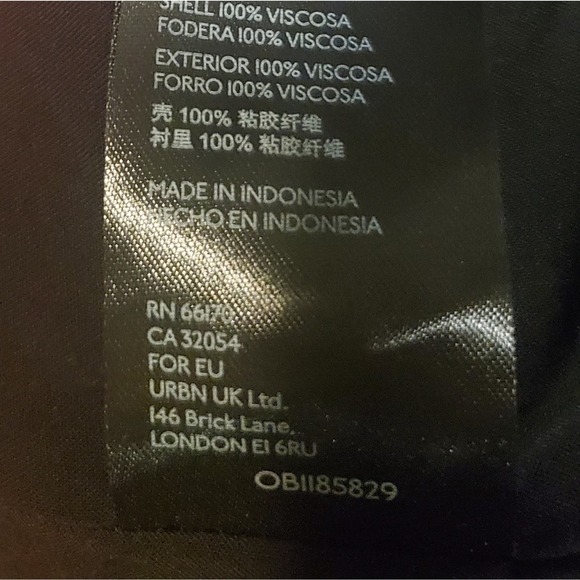 SHELL 100% VISCOSA
FODERA 100% VISCOSA
EXTERIOR 100% VISCOSA
FORRO 100% VISCOSA
壳 100% 粘胶纤维
衬里 100% 粘胶纤维
MADE IN INDONESIA
HECHO EN INDONESIA
RN 66170
CA 32054
FOR EU
URBN UK Ltd.
146 Brick Lane,
LONDON E1 6RU
OB1185829